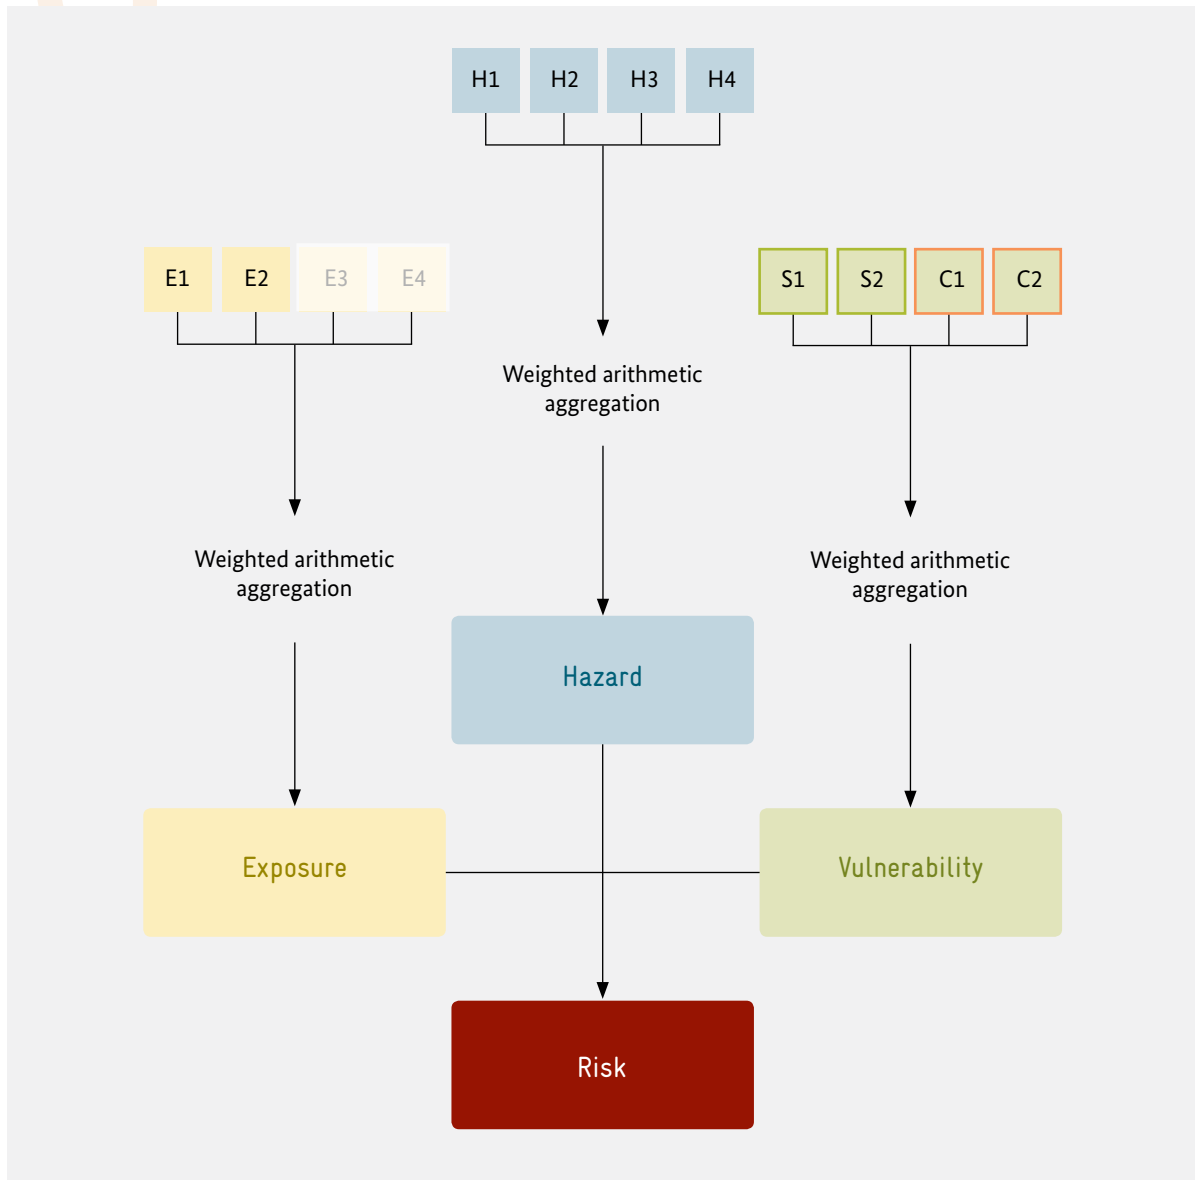 H1 H2 H3 H4
E1 E2 E3 E4
S1 S2 C1 C2
Weighted arithmetic
aggregation
Weighted arithmetic
aggregation
Weighted arithmetic
aggregation
Hazard
Exposure
Vulnerability
Risk